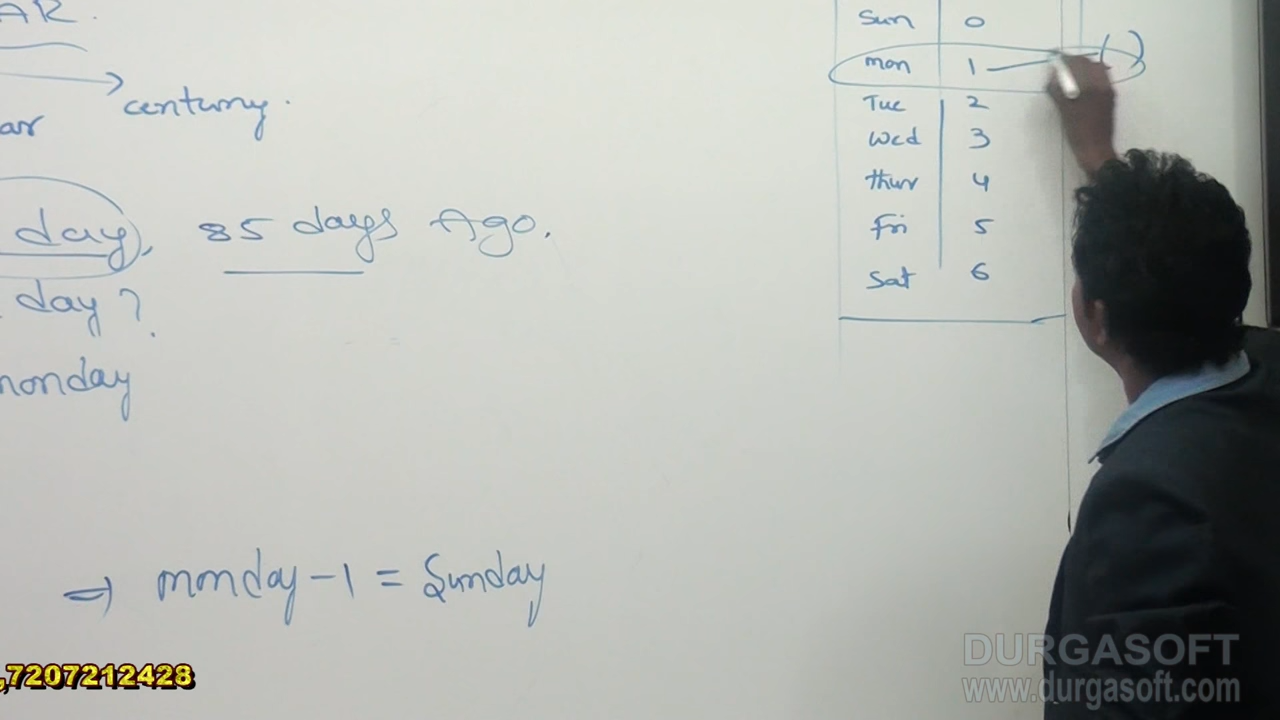 AR.
century.
ar
day, 85 days Ago.
day?
monday
⇒ monday - 1 = Sunday
Sun 0
mon 1 — ( )
Tue 2
Wed 3
thur 4
Fri 5
Sat 6
,7207212428
DURGASOFT
www.durgasoft.com